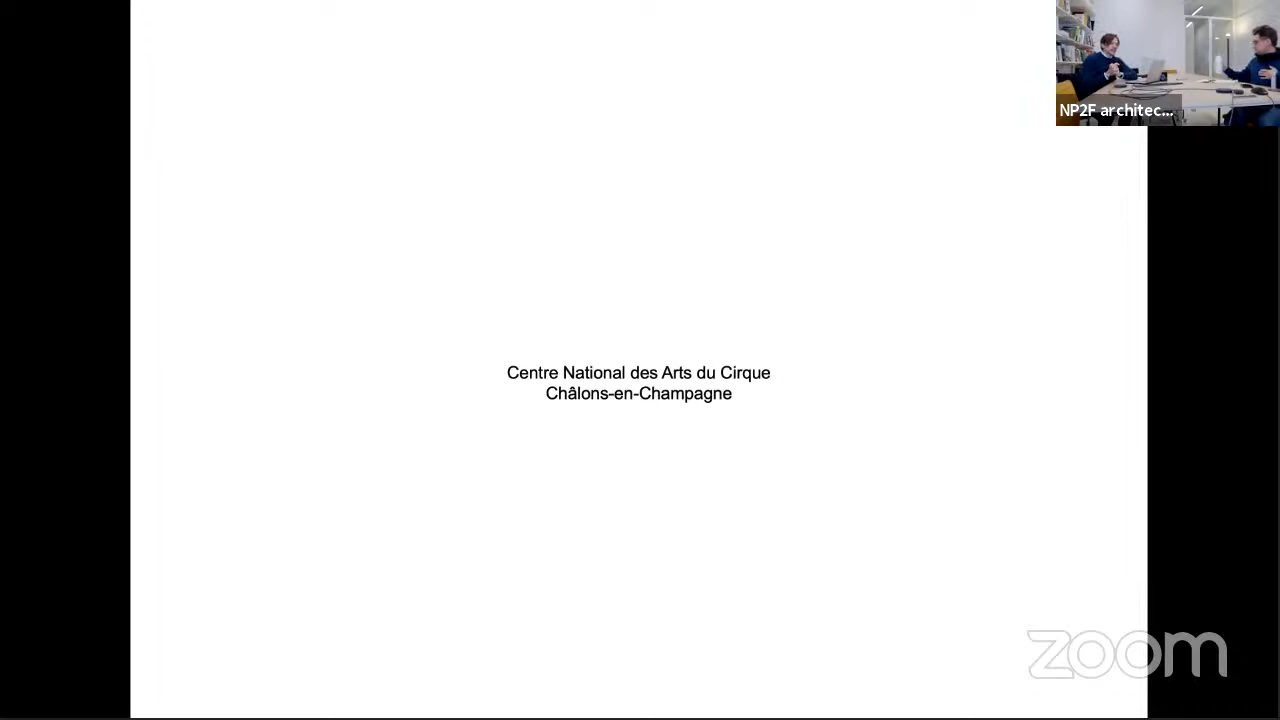 NP2F architec...
Centre National des Arts du Cirque
Châlons-en-Champagne
zoom